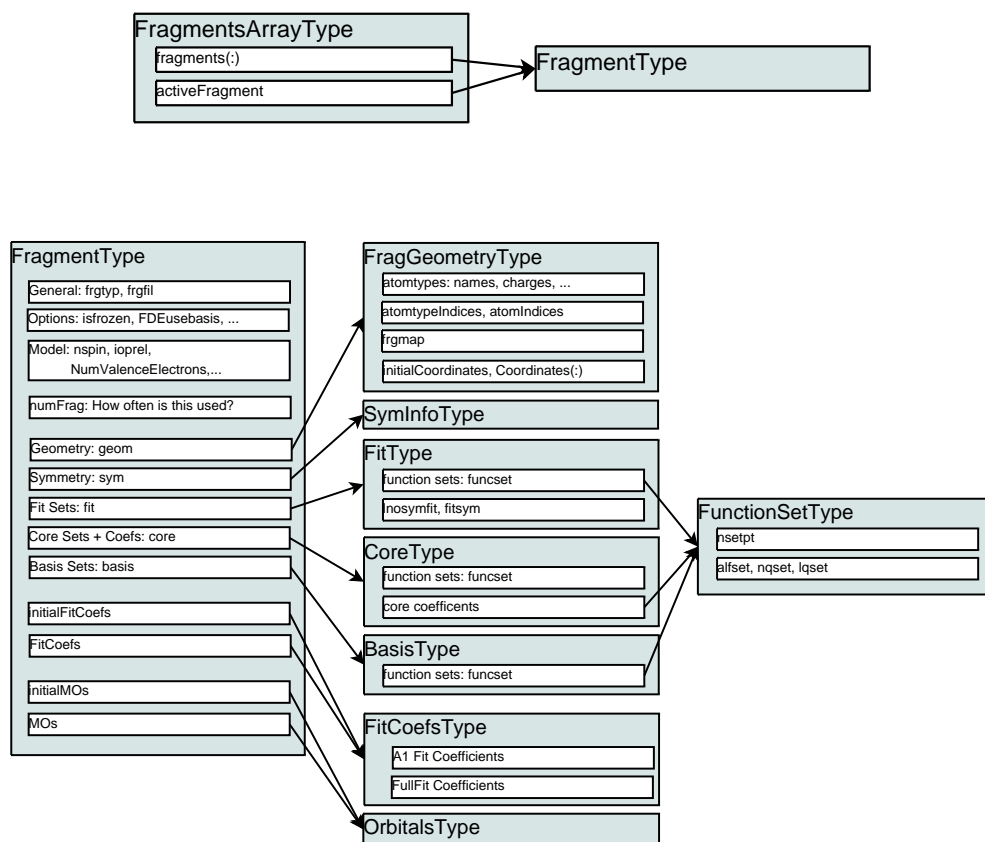 FragmentsArrayType
fragments(:)
activeFragment
FragmentType
FragmentType
General: frgtyp, frgfil
Options: isfrozen, FDEusebasis, ...
Model: nspin, ioprel,
NumValenceElectrons,...
numFrag: How often is this used?
Geometry: geom
Symmetry: sym
Fit Sets: fit
Core Sets + Coefs: core
Basis Sets: basis
initialFitCoefs
FitCoefs
initialMOs
MOs
FragGeometryType
atomtypes: names, charges, ...
atomtypeIndices, atomIndices
frgmap
initialCoordinates, Coordinates(:)
SymInfoType
FitType
function sets: funcset
lnosymfit, fitsym
CoreType
function sets: funcset
core coefficents
BasisType
function sets: funcset
FitCoefsType
A1 Fit Coefficients
FullFit Coefficients
OrbitalsType
FunctionSetType
nsetpt
alfset, nqset, lqset